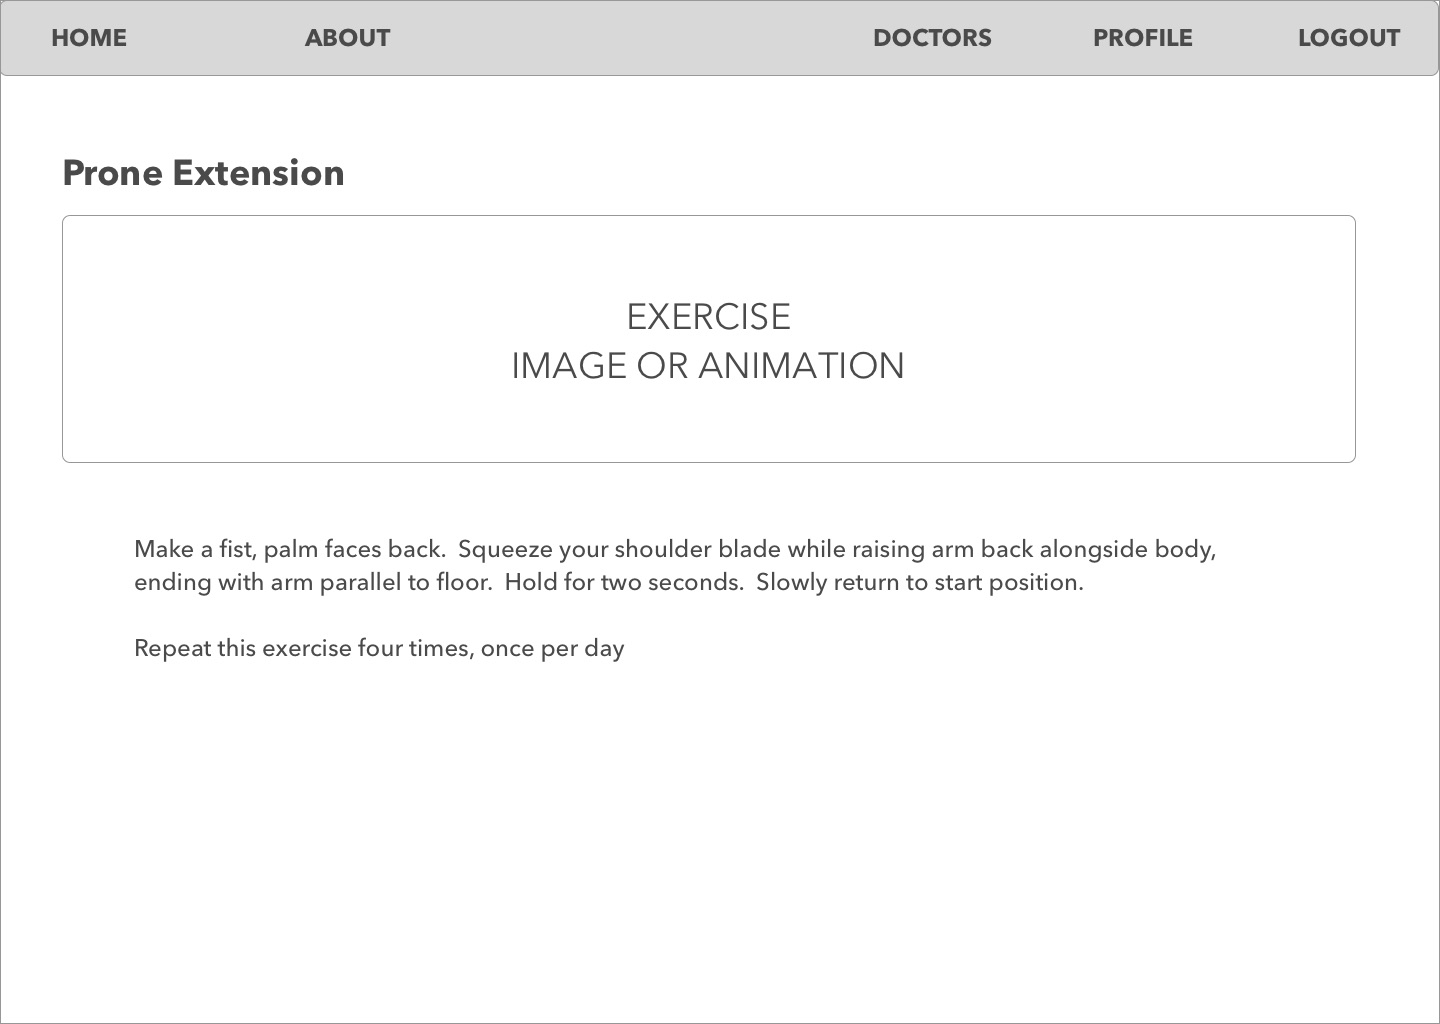 HOME ABOUT DOCTORS PROFILE LOGOUT
Prone Extension
EXERCISE
IMAGE OR ANIMATION
Make a fist, palm faces back.  Squeeze your shoulder blade while raising arm back alongside body,
ending with arm parallel to floor.  Hold for two seconds.  Slowly return to start position.
Repeat this exercise four times, once per day